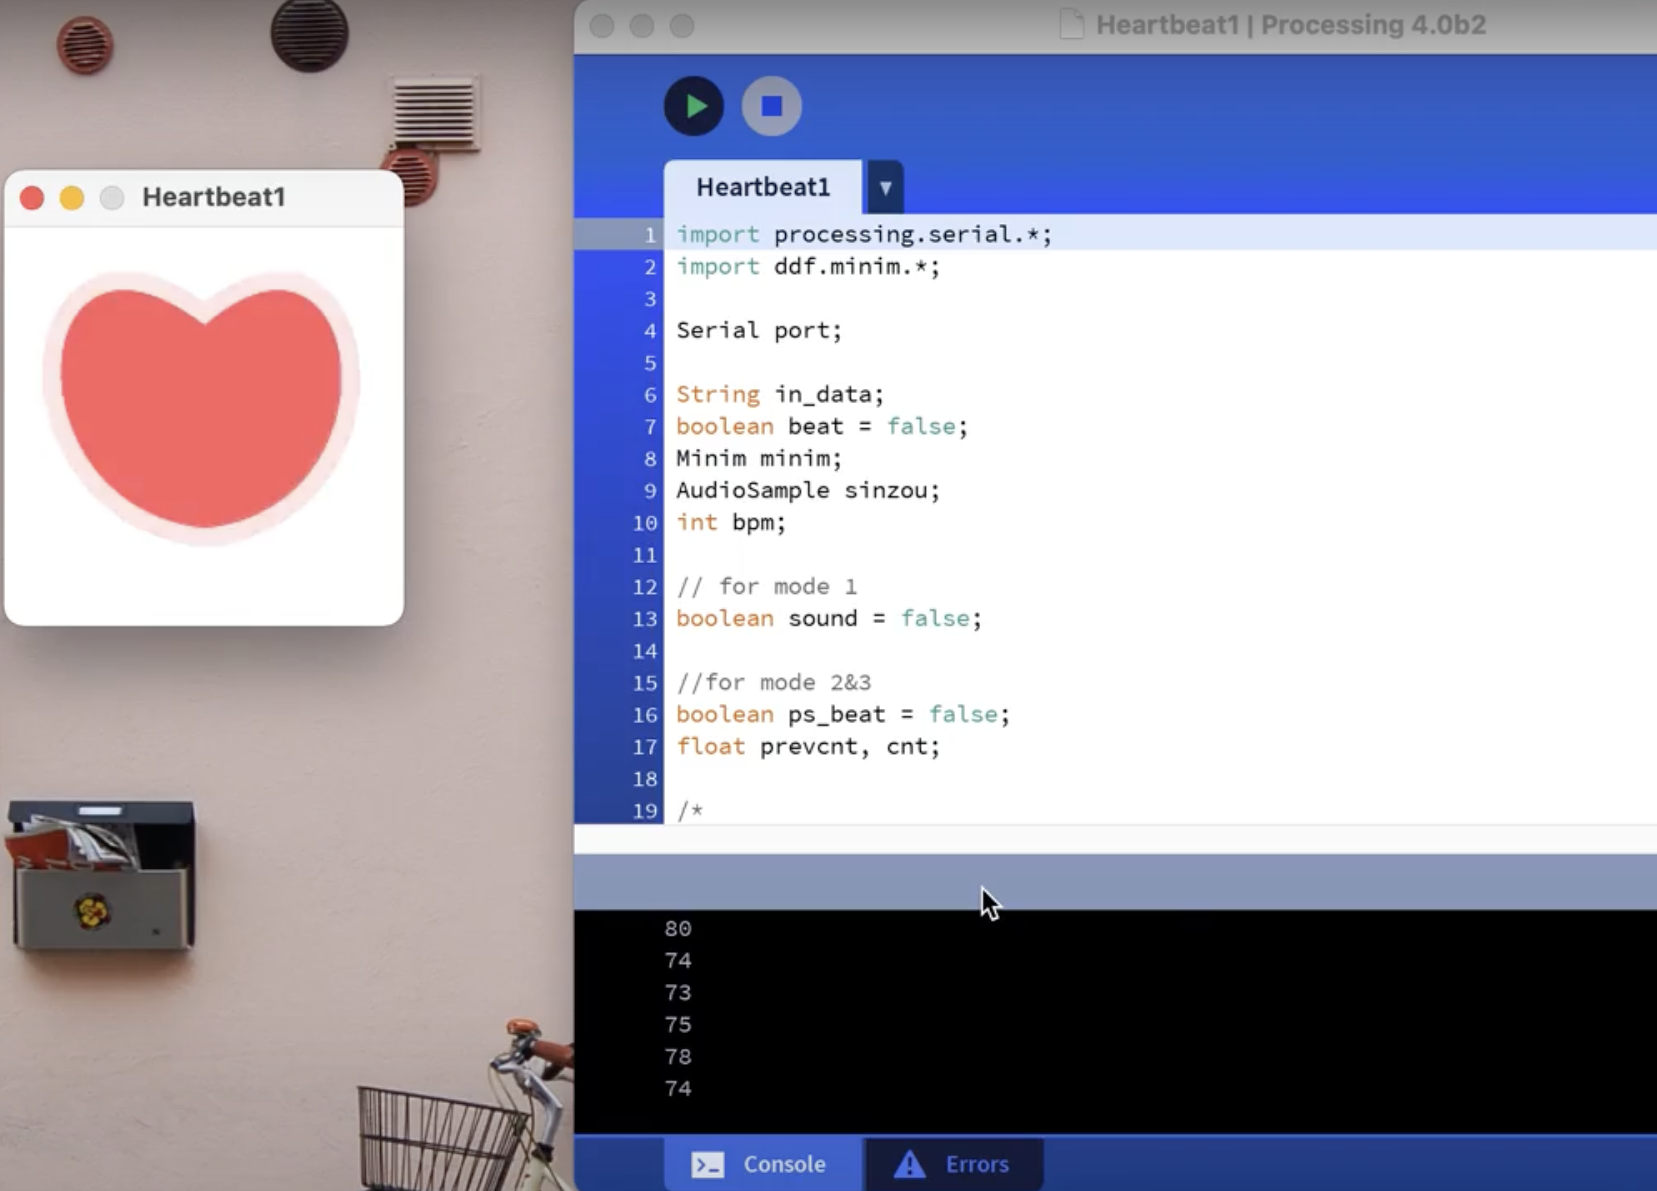 Heartbeat1 | Processing 4.0b2
Heartbeat1
Heartbeat1
1 import processing.serial.*;
2 import ddf.minim.*;
3
4 Serial port;
5
6 String in_data;
7 boolean beat = false;
8 Minim minim;
9 AudioSample sinzou;
10 int bpm;
11
12 // for mode 1
13 boolean sound = false;
14
15 //for mode 2&3
16 boolean ps_beat = false;
17 float prevcnt, cnt;
18
19 /*
80
74
73
75
78
74
Console
Errors